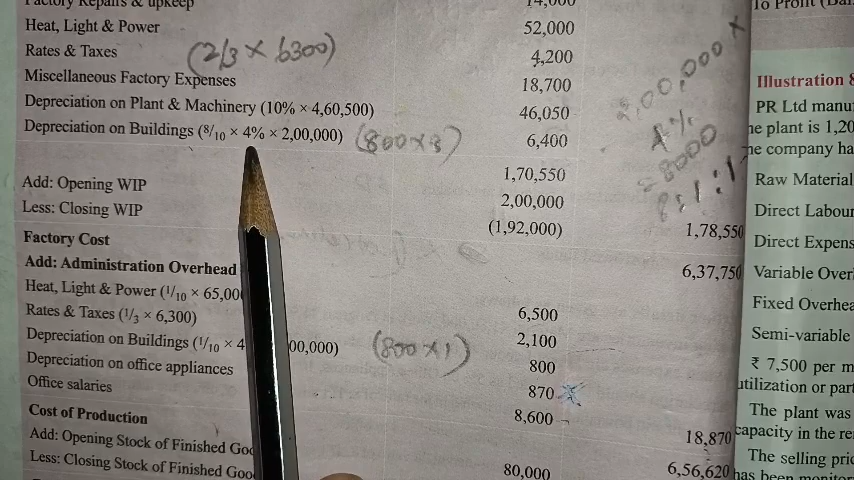 Factory Repairs & upkeep 14,000
Heat, Light & Power 52,000
(2/3 × 6300)
Rates & Taxes 4,200
Miscellaneous Factory Expenses 18,700
Depreciation on Plant & Machinery (10% × 4,60,500) 46,050
Depreciation on Buildings (8/10 × 4% × 2,00,000) (800×8) 6,400
1,70,550
Add: Opening WIP 2,00,000
Less: Closing WIP (1,92,000) 1,78,550
Factory Cost 6,37,750
Add: Administration Overhead
Heat, Light & Power (1/10 × 65,00 6,500
Rates & Taxes (1/3 × 6,300) 2,100
Depreciation on Buildings (1/10 × 4 00,000) (800×1) 800
Depreciation on office appliances 870
Office salaries 8,600
18,870
Cost of Production 6,56,620
Add: Opening Stock of Finished Goo 80,000
Less: Closing Stock of Finished Goo
2,00,000 ×
4%
= 8000
8:1:1
To Profit (Bal
Illustration 8
PR Ltd manu
he plant is 1,20
he company ha
Raw Material
Direct Labour
Direct Expens
Variable Over
Fixed Overhea
Semi-variable
₹ 7,500 per m
utilization or part
The plant was
capacity in the re
The selling pric
has been monitor